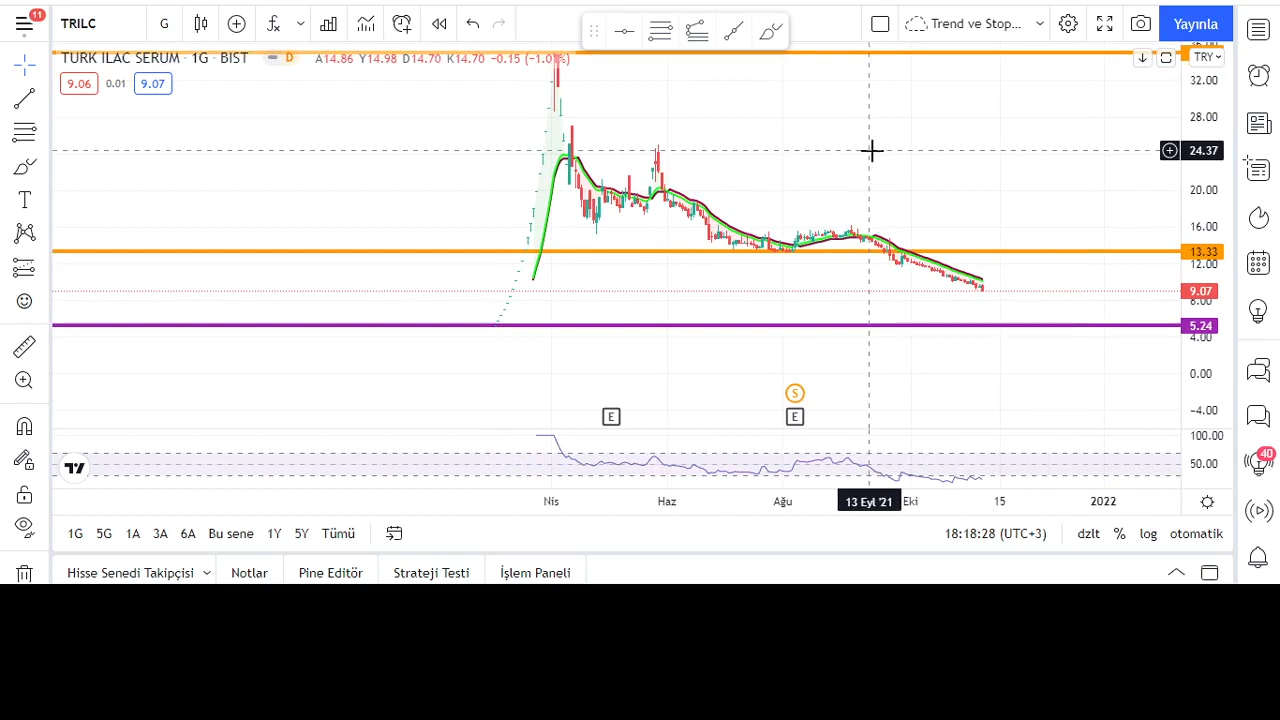 11
TRILC
G
Trend ve Stop...
Yayınla
TURK ILAC SERUM · 1G · BIST
D
A14.86 Y14.98 D14.70 K14.70 −0.15 (−1.01%)
TRY
9.06
0.01
9.07
32.00
28.00
24.37
20.00
16.00
13.33
12.00
9.07
8.00
5.24
4.00
0.00
−4.00
S
E
E
100.00
50.00
40
Nis
Haz
Ağu
13 Eyl '21
Eki
15
2022
1G
5G
1A
3A
6A
Bu sene
1Y
5Y
Tümü
18:18:28 (UTC+3)
dzlt
%
log
otomatik
Hisse Senedi Takipçisi
Notlar
Pine Editör
Strateji Testi
İşlem Paneli